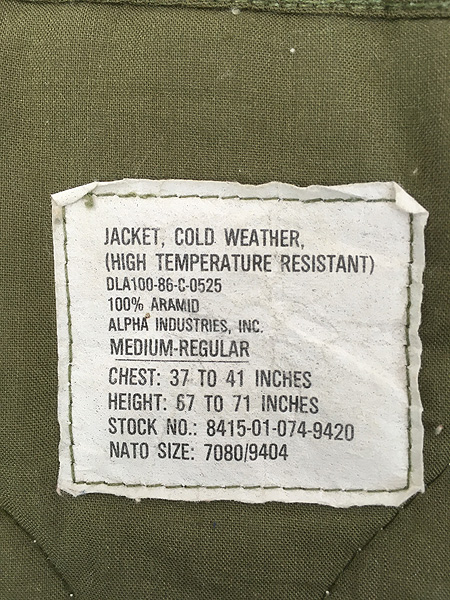 JACKET, COLD WEATHER,
(HIGH TEMPERATURE RESISTANT)
DLA100-86-C-0525
100% ARAMID
ALPHA INDUSTRIES, INC.
MEDIUM-REGULAR
CHEST: 37 TO 41 INCHES
HEIGHT: 67 TO 71 INCHES
STOCK NO.: 8415-01-074-9420
NATO SIZE: 7080/9404